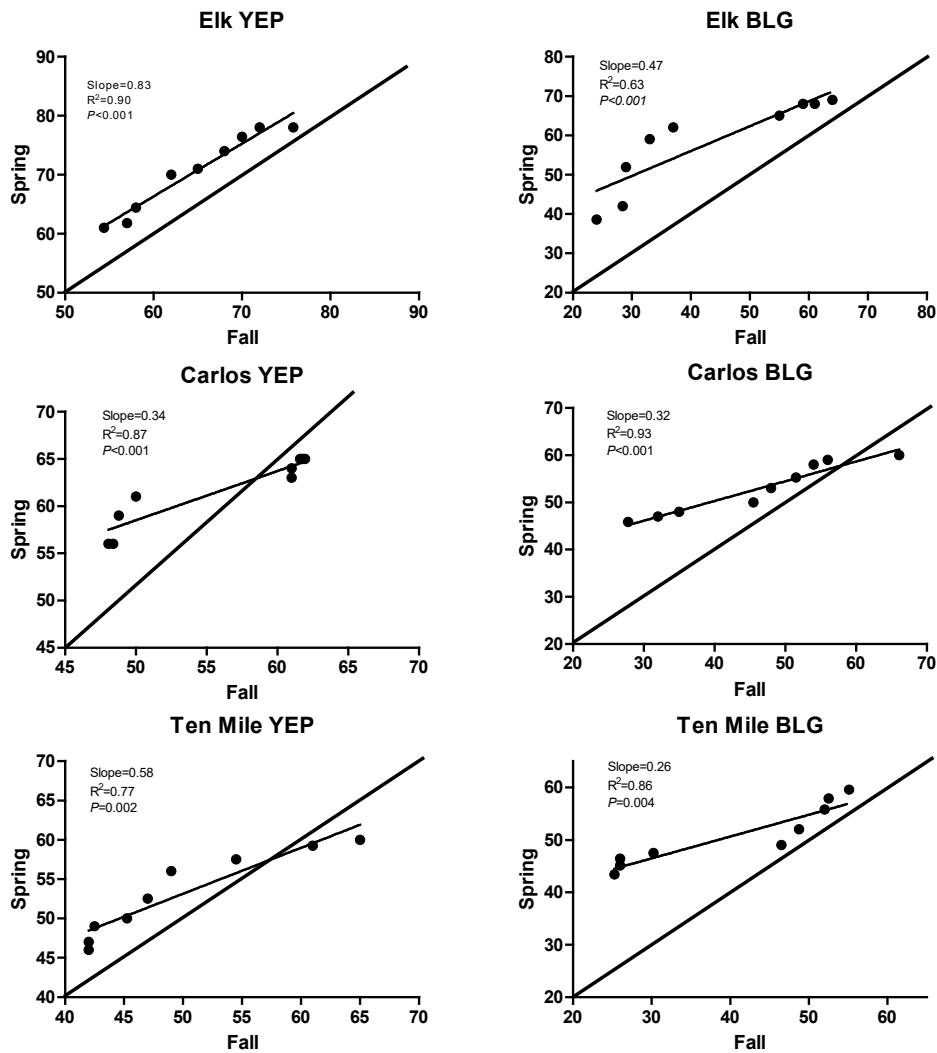 Elk YEP
Slope=0.83
R²=0.90
P<0.001
90
80
70
60
50
Spring
50 60 70 80 90
Fall
Elk BLG
Slope=0.47
R²=0.63
P<0.001
80
70
60
50
40
30
20
Spring
20 30 40 50 60 70 80
Fall
Carlos YEP
Slope=0.34
R²=0.87
P<0.001
70
65
60
55
50
45
Spring
45 50 55 60 65 70
Fall
Carlos BLG
Slope=0.32
R²=0.93
P<0.001
70
60
50
40
30
20
Spring
20 30 40 50 60 70
Fall
Ten Mile YEP
Slope=0.58
R²=0.77
P=0.002
70
65
60
55
50
45
40
Spring
40 45 50 55 60 65 70
Fall
Ten Mile BLG
Slope=0.26
R²=0.86
P=0.004
60
50
40
30
20
Spring
20 30 40 50 60
Fall